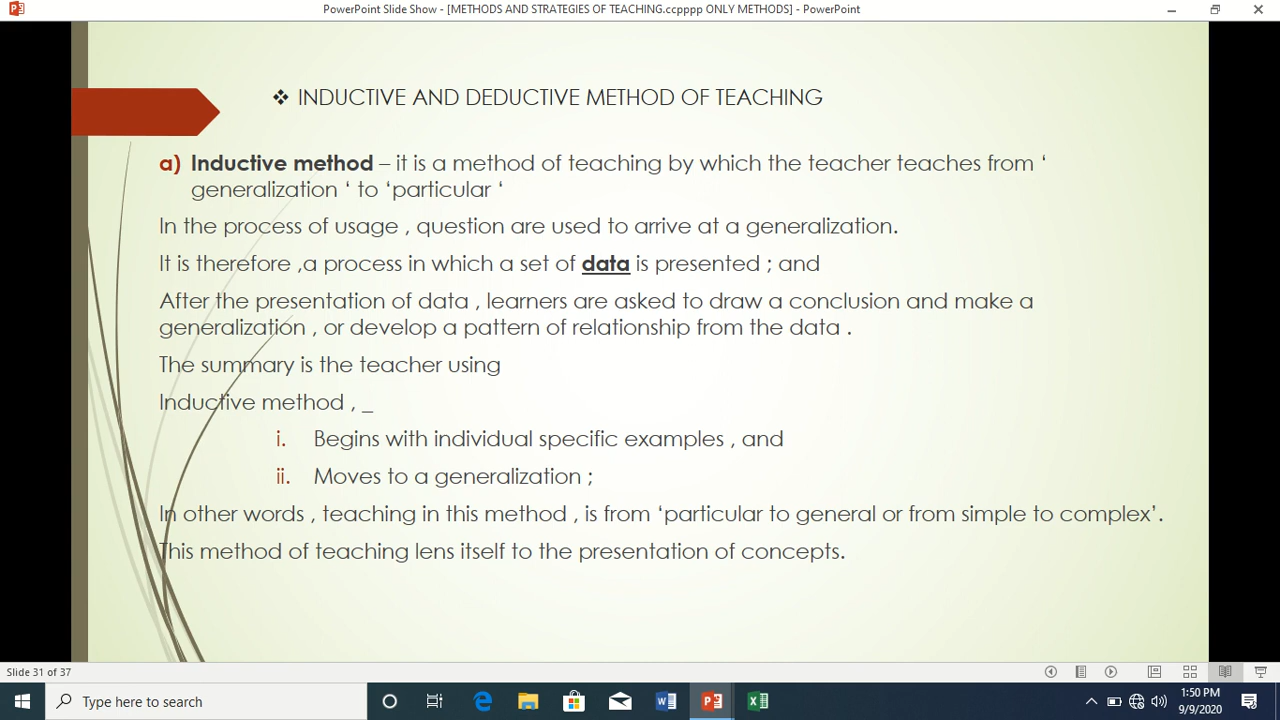 PowerPoint Slide Show - [METHODS AND STRATEGIES OF TEACHING.ccpppp ONLY METHODS] - PowerPoint
❖ INDUCTIVE AND DEDUCTIVE METHOD OF TEACHING
a) Inductive method – it is a method of teaching by which the teacher teaches from ‘
generalization ‘ to ‘particular ‘
In the process of usage , question are used to arrive at a generalization.
It is therefore ,a process in which a set of data is presented ; and
After the presentation of data , learners are asked to draw a conclusion and make a
generalization , or develop a pattern of relationship from the data .
The summary is the teacher using
Inductive method , _
i. Begins with individual specific examples , and
ii. Moves to a generalization ;
In other words , teaching in this method , is from ‘particular to general or from simple to complex’.
This method of teaching lens itself to the presentation of concepts.
Slide 31 of 37
Type here to search
1:50 PM
9/9/2020